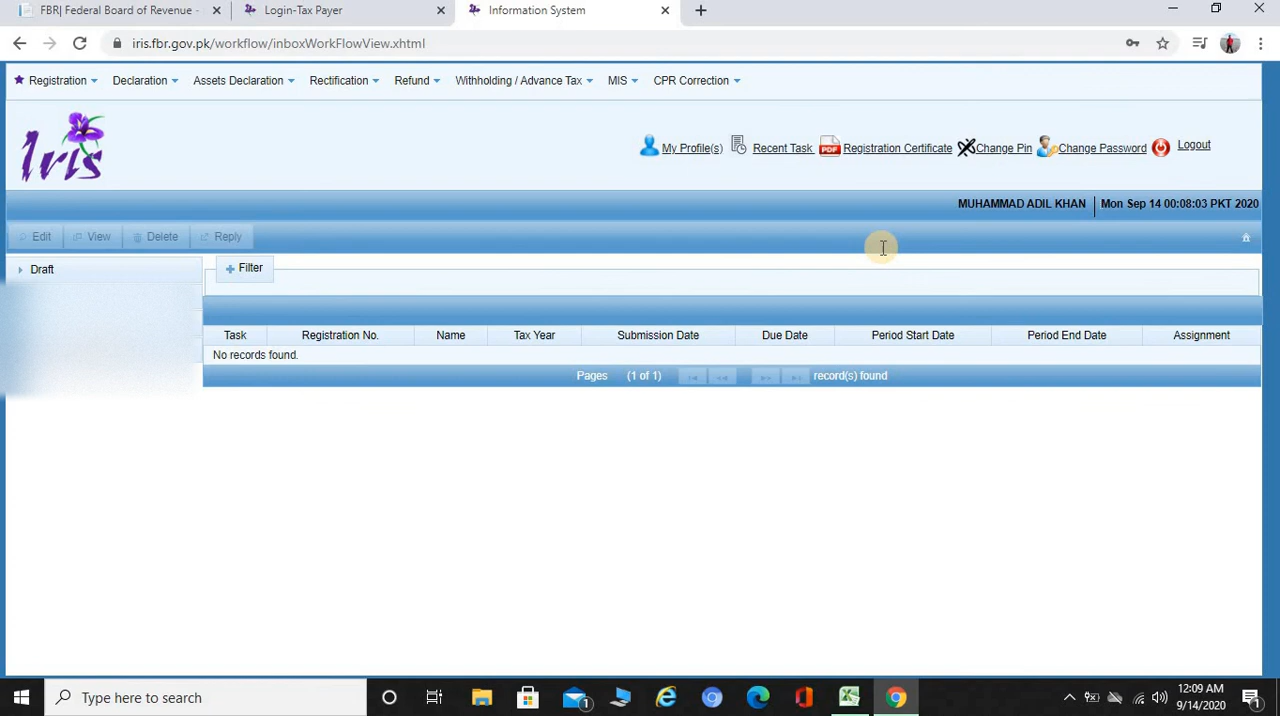 FBR| Federal Board of Revenue -
Login-Tax Payer
Information System
iris.fbr.gov.pk/workflow/inboxWorkFlowView.xhtml
Registration Declaration Assets Declaration Rectification Refund Withholding / Advance Tax MIS CPR Correction
Iris
My Profile(s) Recent Task Registration Certificate Change Pin Change Password Logout
MUHAMMAD ADIL KHAN Mon Sep 14 00:08:03 PKT 2020
Edit View Delete Reply
Draft
Filter
Task Registration No. Name Tax Year Submission Date Due Date Period Start Date Period End Date Assignment
No records found.
Pages (1 of 1) record(s) found
Type here to search
1
12:09 AM
9/14/2020
1